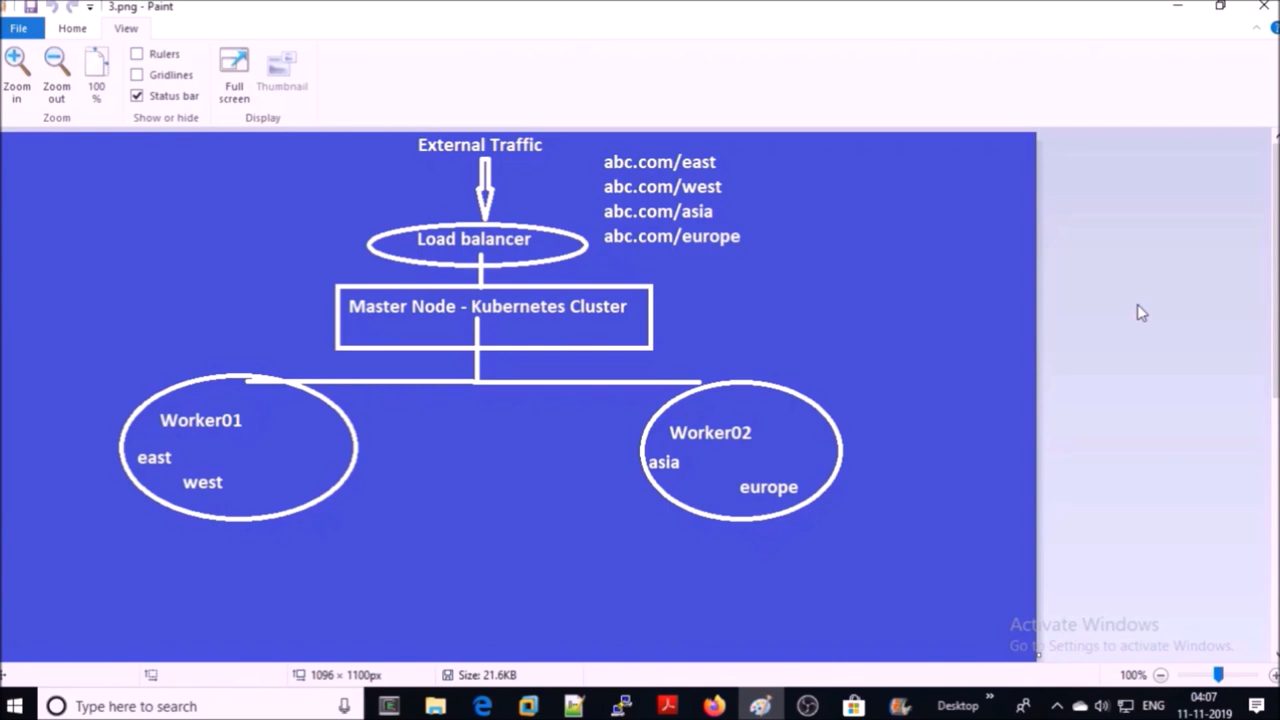 3.png - Paint
File
Home
View
Zoom in
Zoom out
100 %
Rulers
Gridlines
Status bar
Full screen
Thumbnail
Zoom
Show or hide
Display
External Traffic
abc.com/east
abc.com/west
abc.com/asia
abc.com/europe
Load balancer
Master Node - Kubernetes Cluster
Worker01
east
west
Worker02
asia
europe
Activate Windows
Go to Settings to activate Windows.
1096 × 1100px
Size: 21.6KB
100%
Type here to search
Desktop
ENG
04:07
11-11-2019